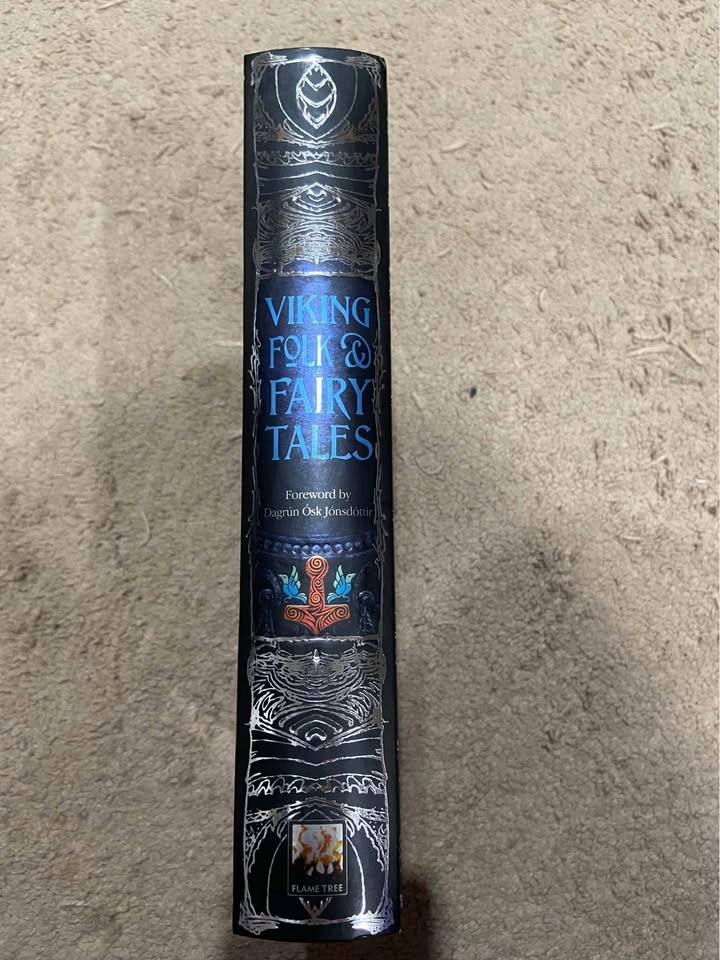 VIKING
FOLK &
FAIRY
TALES
Foreword by
Dagrún Ósk Jónsdóttir
FLAME TREE